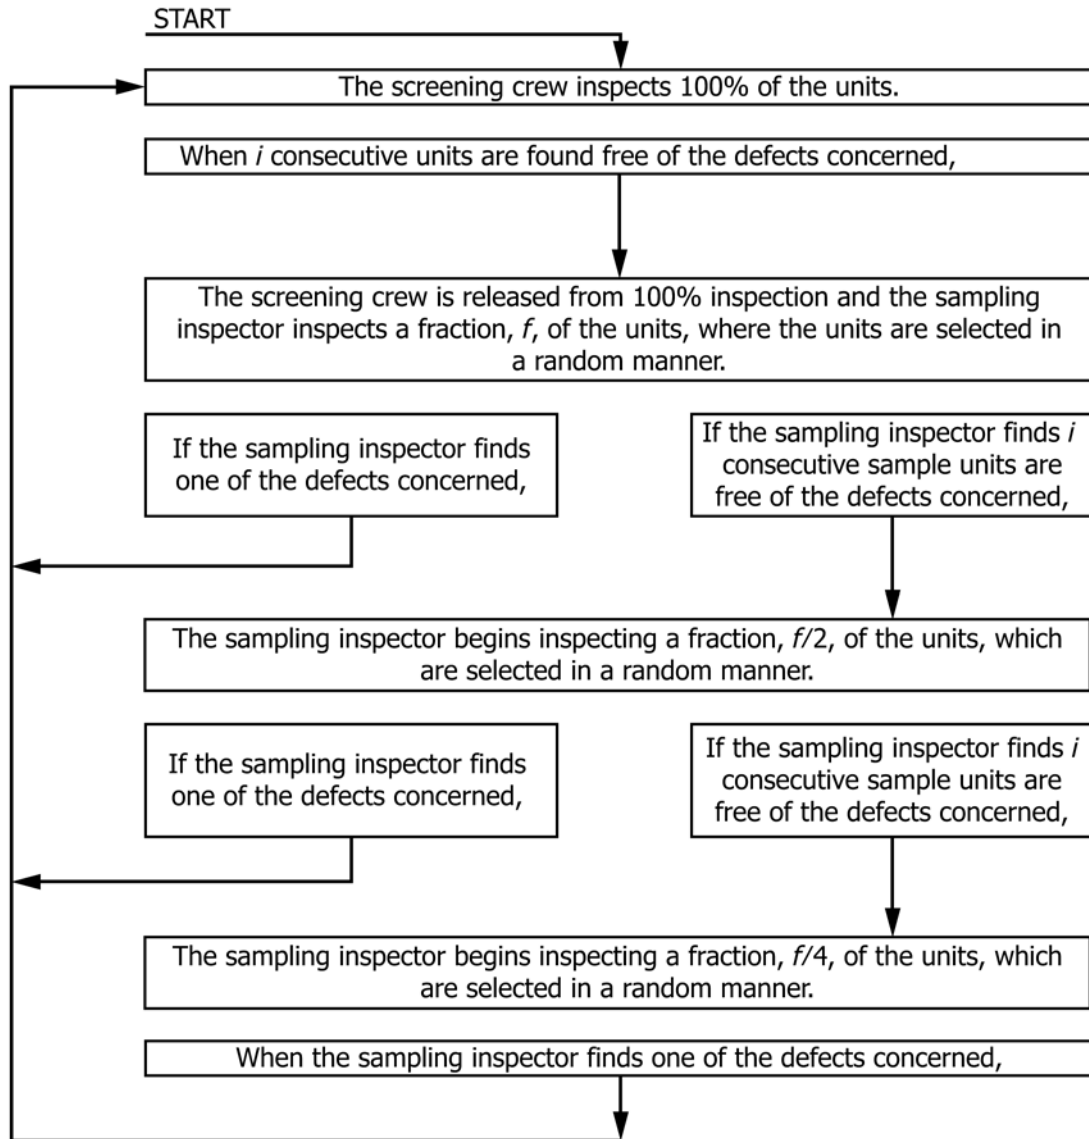 START
The screening crew inspects 100% of the units.
When i consecutive units are found free of the defects concerned,
The screening crew is released from 100% inspection and the sampling
inspector inspects a fraction, f, of the units, where the units are selected in
a random manner.
If the sampling inspector finds
one of the defects concerned,
If the sampling inspector finds i
consecutive sample units are
free of the defects concerned,
The sampling inspector begins inspecting a fraction, f/2, of the units, which
are selected in a random manner.
If the sampling inspector finds
one of the defects concerned,
If the sampling inspector finds i
consecutive sample units are
free of the defects concerned,
The sampling inspector begins inspecting a fraction, f/4, of the units, which
are selected in a random manner.
When the sampling inspector finds one of the defects concerned,